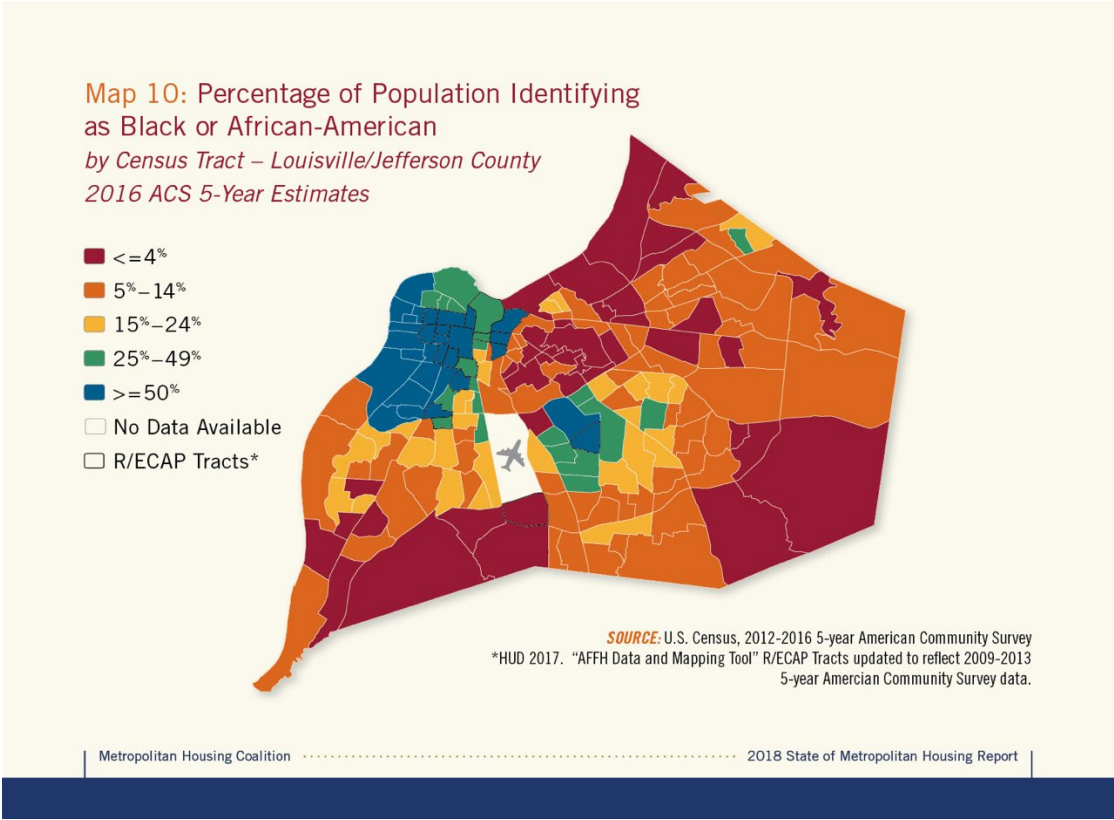 Map 10: Percentage of Population Identifying
as Black or African-American
by Census Tract – Louisville/Jefferson County
2016 ACS 5-Year Estimates
<=4%
5%–14%
15%–24%
25%–49%
>=50%
No Data Available
R/ECAP Tracts*
SOURCE: U.S. Census, 2012-2016 5-year American Community Survey
*HUD 2017. “AFFH Data and Mapping Tool” R/ECAP Tracts updated to reflect 2009-2013
5-year Amercian Community Survey data.
Metropolitan Housing Coalition ········ 2018 State of Metropolitan Housing Report